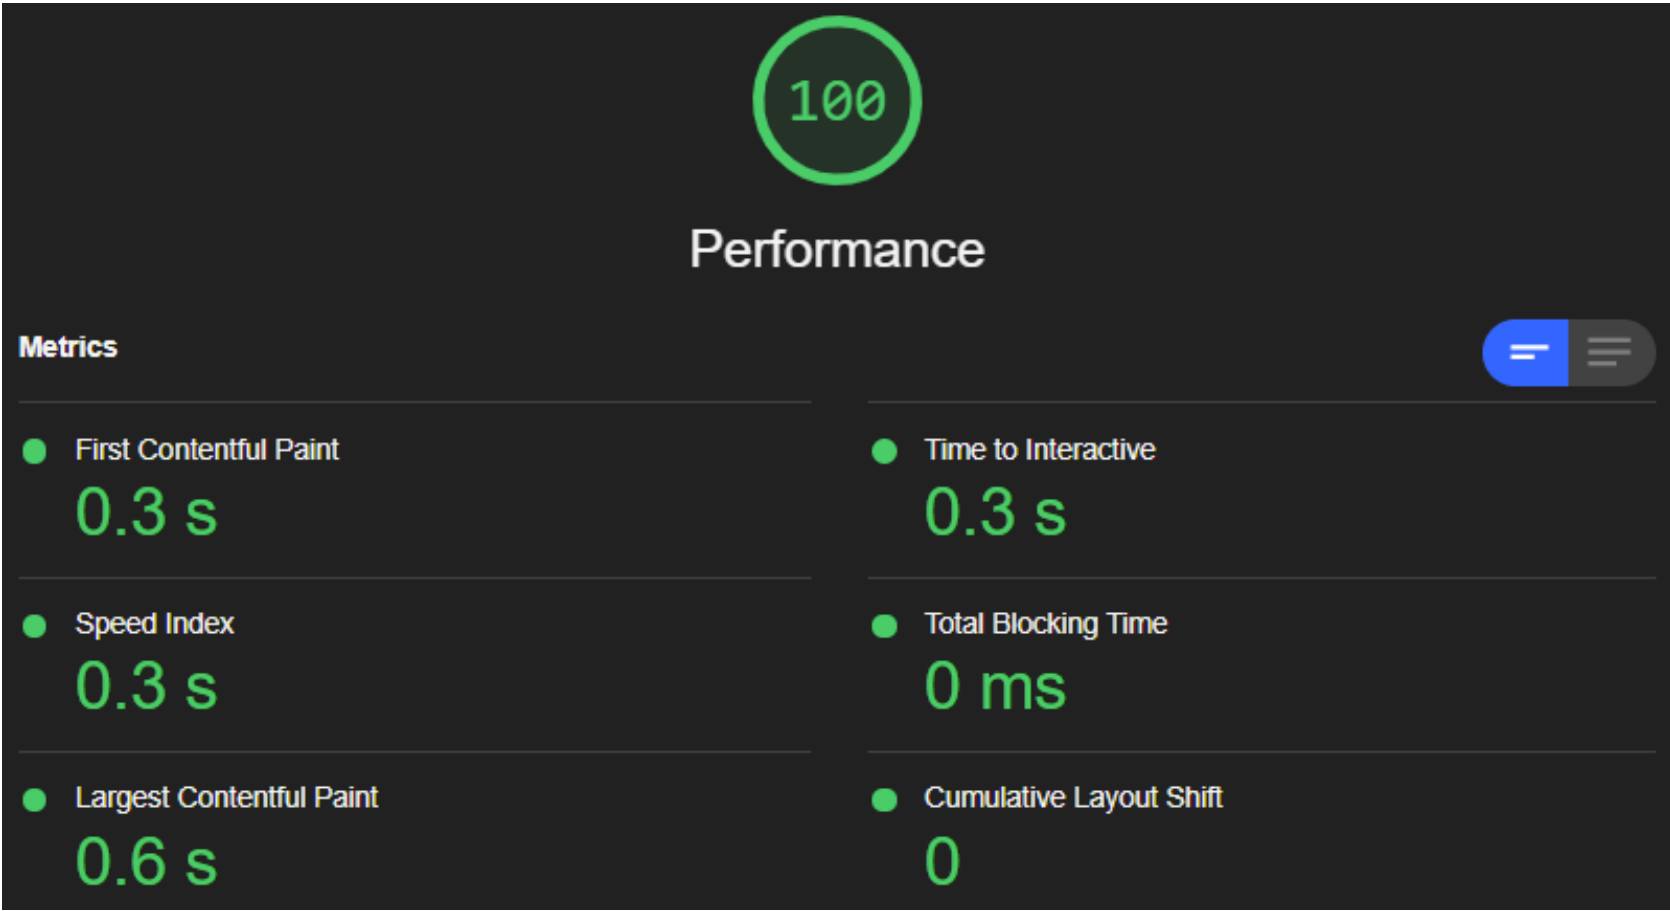 100
Performance
Metrics
First Contentful Paint
0.3 s
Time to Interactive
0.3 s
Speed Index
0.3 s
Total Blocking Time
0 ms
Largest Contentful Paint
0.6 s
Cumulative Layout Shift
0